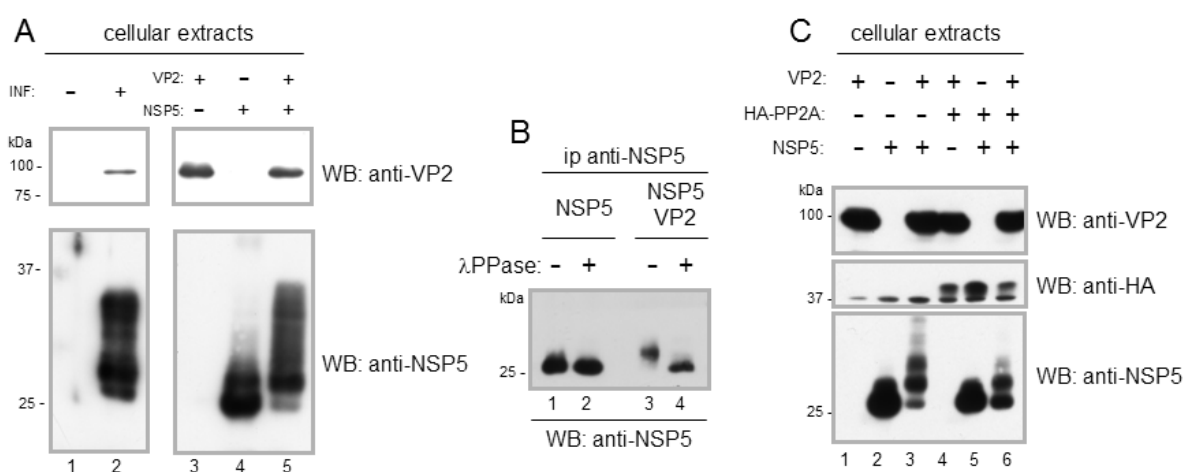 A
cellular extracts
INF: - +
VP2: + - +
NSP5: - + +
kDa
100 -
75 -
WB: anti-VP2
37-
25 -
WB: anti-NSP5
1 2 3 4 5
B
ip anti-NSP5
NSP5
NSP5
VP2
λPPase: - + - +
kDa
25 -
1 2 3 4
WB: anti-NSP5
C
cellular extracts
VP2: + - + + - +
HA-PP2A: - - - + + +
NSP5: - + + - + +
kDa
100 -
WB: anti-VP2
37 -
WB: anti-HA
25 -
WB: anti-NSP5
1 2 3 4 5 6